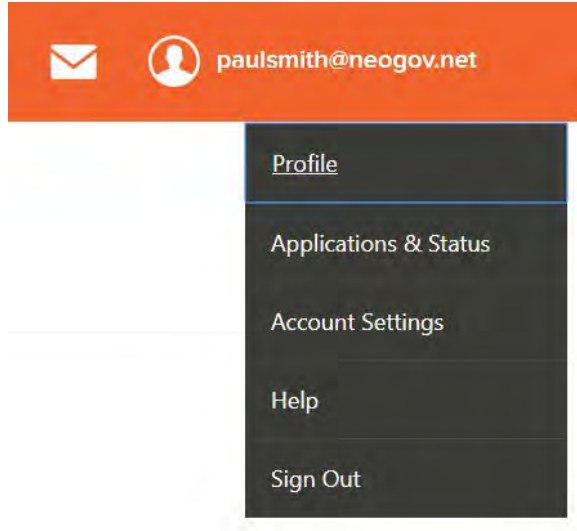 paulsmith@neogov.net
Profile
Applications & Status
Account Settings
Help
Sign Out